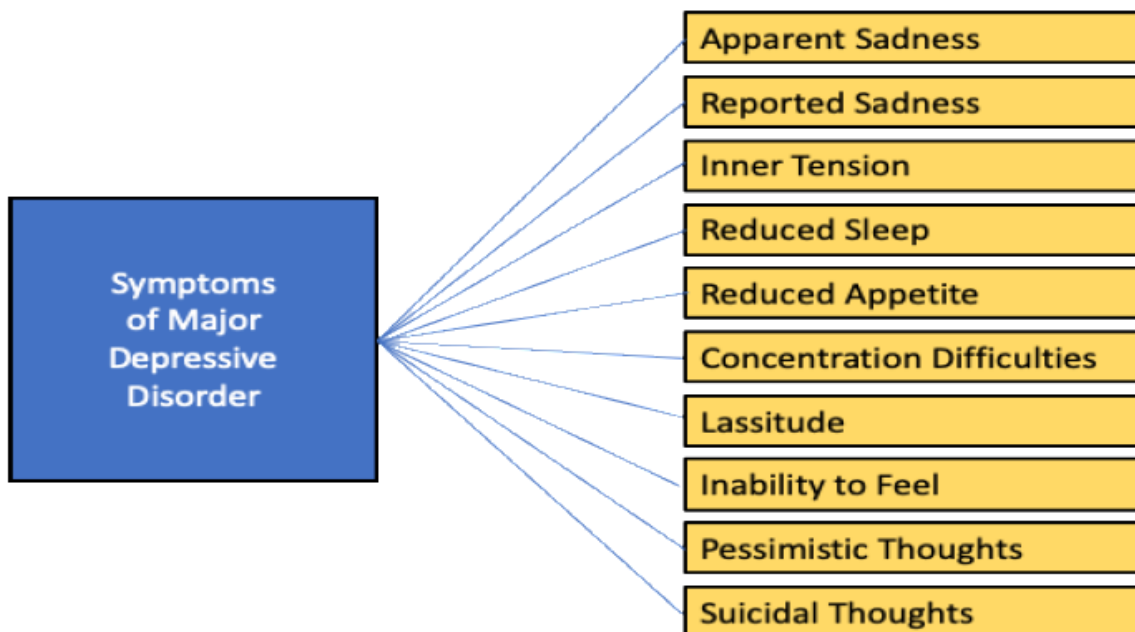 Symptoms
of Major
Depressive
Disorder
Apparent Sadness
Reported Sadness
Inner Tension
Reduced Sleep
Reduced Appetite
Concentration Difficulties
Lassitude
Inability to Feel
Pessimistic Thoughts
Suicidal Thoughts